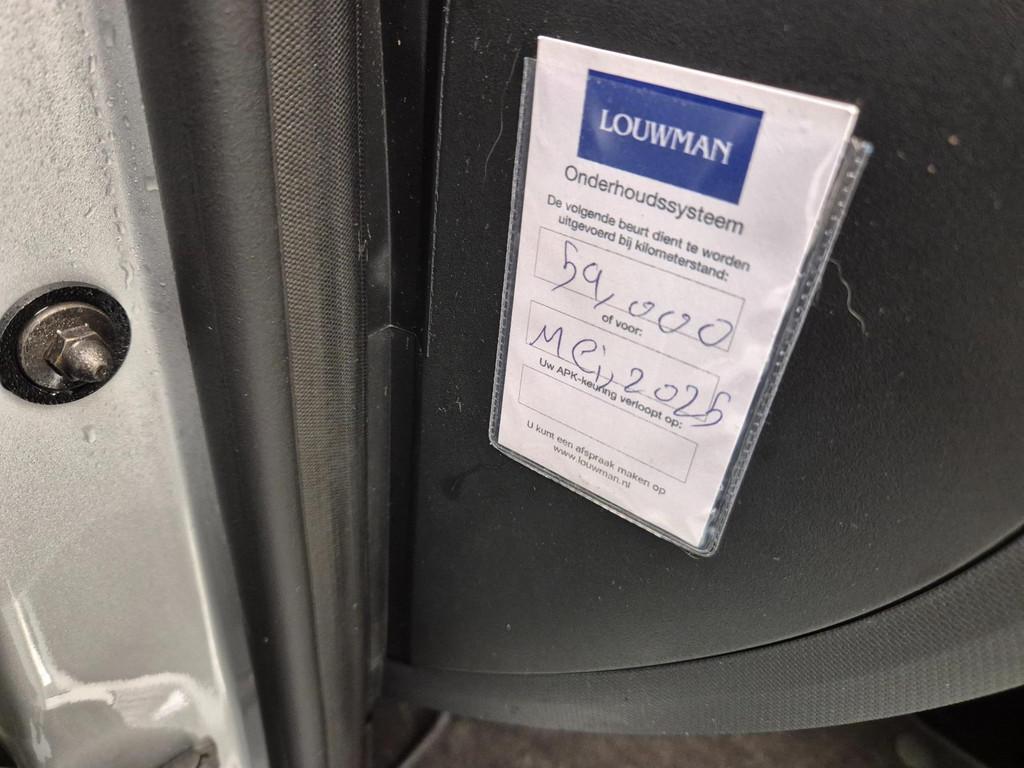 LOUWMAN
Onderhoudssysteem
De volgende beurt dient te worden
uitgevoerd bij kilometerstand:
59,000
of voor:
Mei, 2025
Uw APK-keuring verloopt op:
U kunt een afspraak maken op
www.louwman.nl